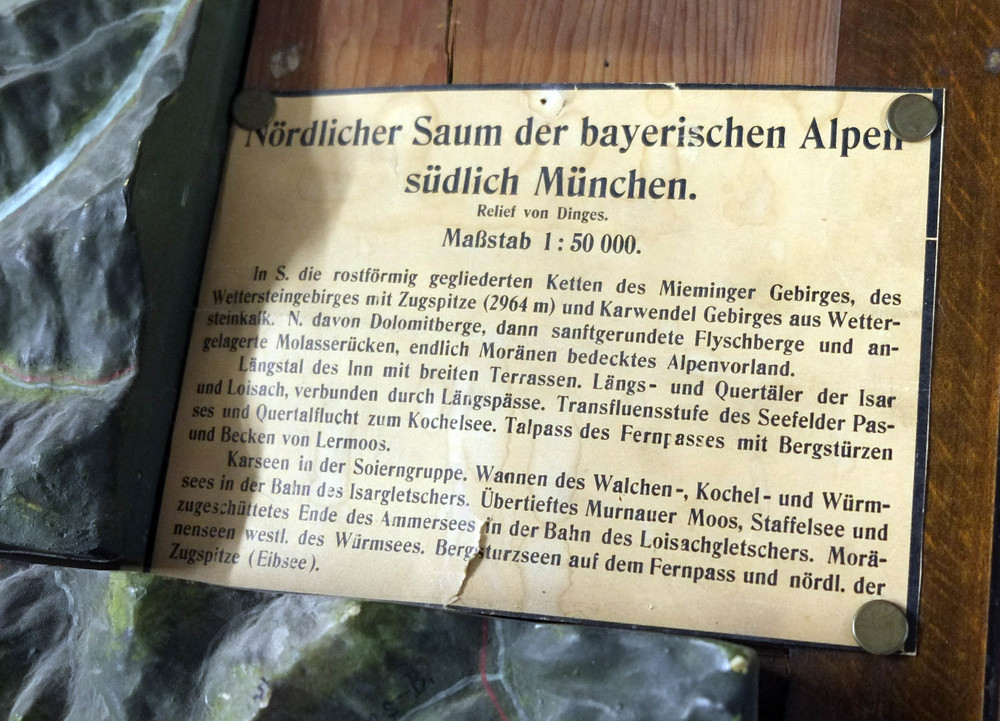 Nördlicher Saum der bayerischen Alpen
südlich München.
Relief von Dinges.
Maßstab 1 : 50 000.
In S. die rostförmig gegliederten Ketten des Mieminger Gebirges, des
Wettersteingebirges mit Zugspitze (2964 m) und Karwendel Gebirges aus Wetter-
steinkalk. N. davon Dolomitberge, dann sanftgerundete Flyschberge und an-
gelagerte Molasserücken, endlich Moränen bedecktes Alpenvorland.
Längstal des Inn mit breiten Terrassen. Längs- und Quertäler der Isar
und Loisach, verbunden durch Längspässe. Transfluensstufe des Seefelder Pas-
ses und Quertalflucht zum Kochelsee. Talpass des Fernpasses mit Bergstürzen
und Becken von Lermoos.
Karseen in der Soierngruppe. Wannen des Walchen-, Kochel- und Würm-
sees in der Bahn des Isargletschers. Übertieftes Murnauer Moos, Staffelsee und
zugeschüttetes Ende des Ammersees in der Bahn des Loisachgletschers. Morä-
nenseen westl. des Würmsees. Bergsturzseen auf dem Fernpass und nördl. der
Zugspitze (Eibsee).